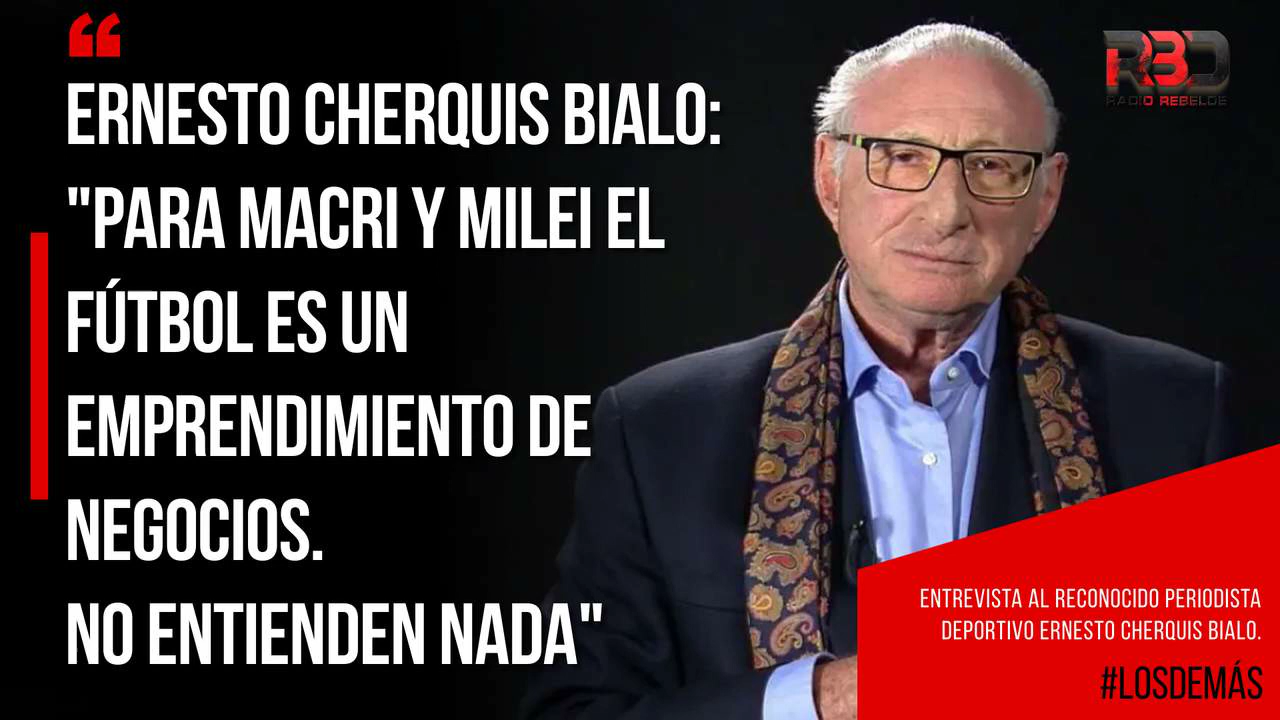 “
ERNESTO CHERQUIS BIALO:
"PARA MACRI Y MILEI EL
FÚTBOL ES UN
EMPRENDIMIENTO DE
NEGOCIOS.
NO ENTIENDEN NADA"
RBD
RADIO REBELDE
ENTREVISTA AL RECONOCIDO PERIODISTA
DEPORTIVO ERNESTO CHERQUIS BIALO.
#LOSDEMÁS